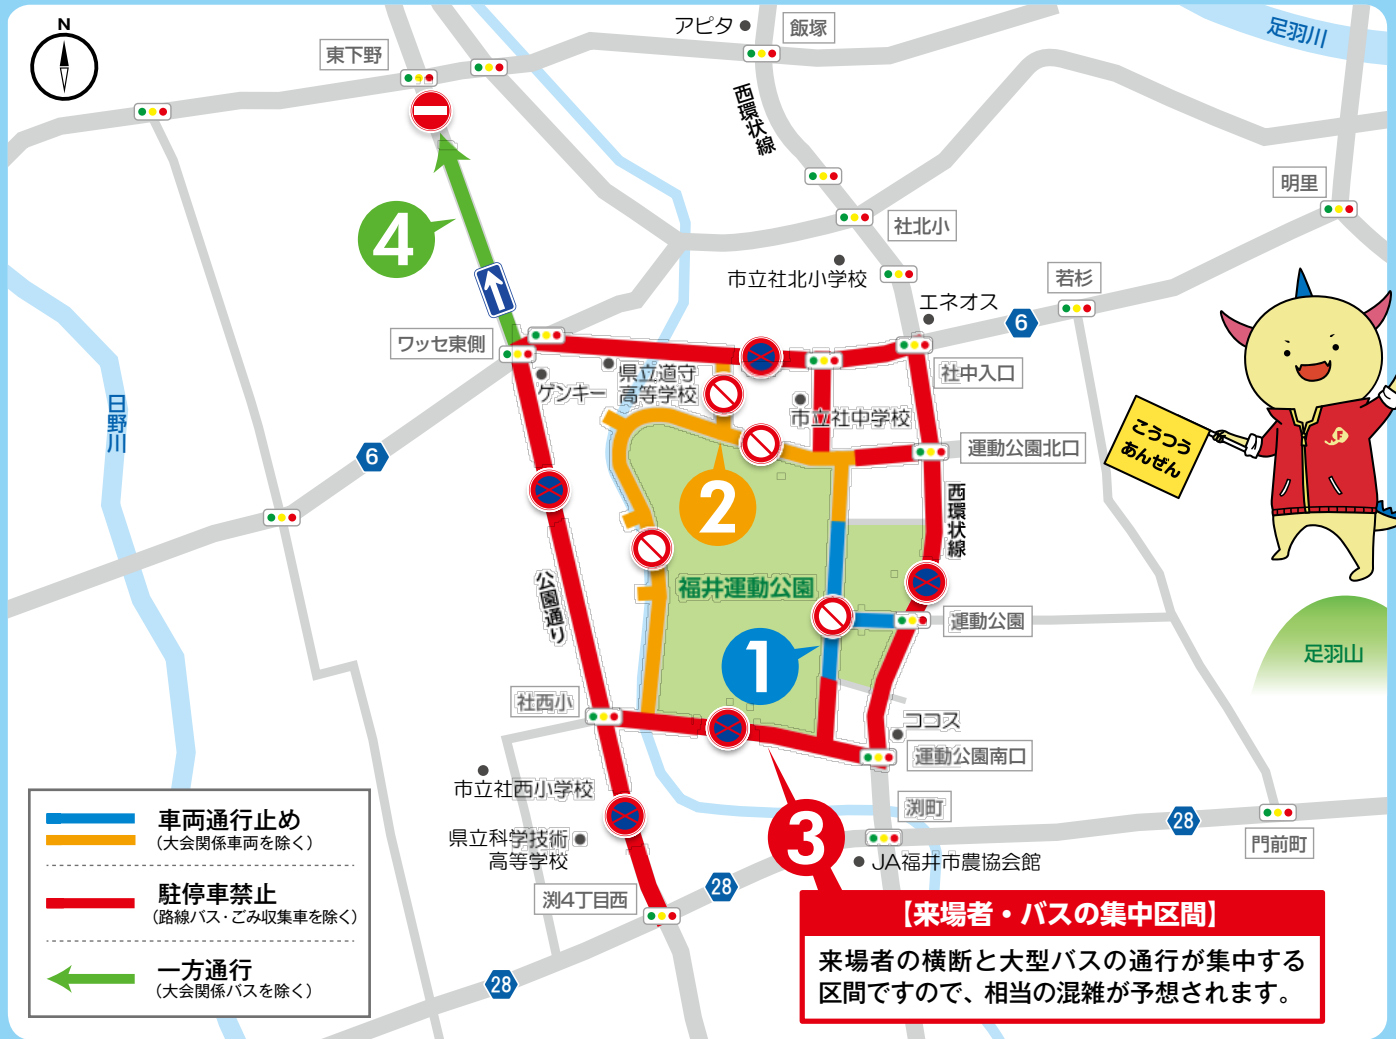 N
東下野
アピタ
飯塚
足羽川
西環状線
明里
社北小
市立社北小学校
若杉
エネオス
6
4
ワッセ東側
社中入口
ゲンキー
県立道守
高等学校
市立社中学校
こうつう
あんぜん
F
日野川
6
運動公園北口
2
西環状線
公園通り
福井運動公園
運動公園
1
足羽山
社西小
ココス
運動公園南口
市立社西小学校
渕町
28
県立科学技術
高等学校
3
門前町
JA福井市農協会館
28
渕4丁目西
28
車両通行止め
(大会関係車両を除く)
駐停車禁止
(路線バス・ごみ収集車を除く)
一方通行
(大会関係バスを除く)
【来場者・バスの集中区間】
来場者の横断と大型バスの通行が集中する
区間ですので、相当の混雑が予想されます。